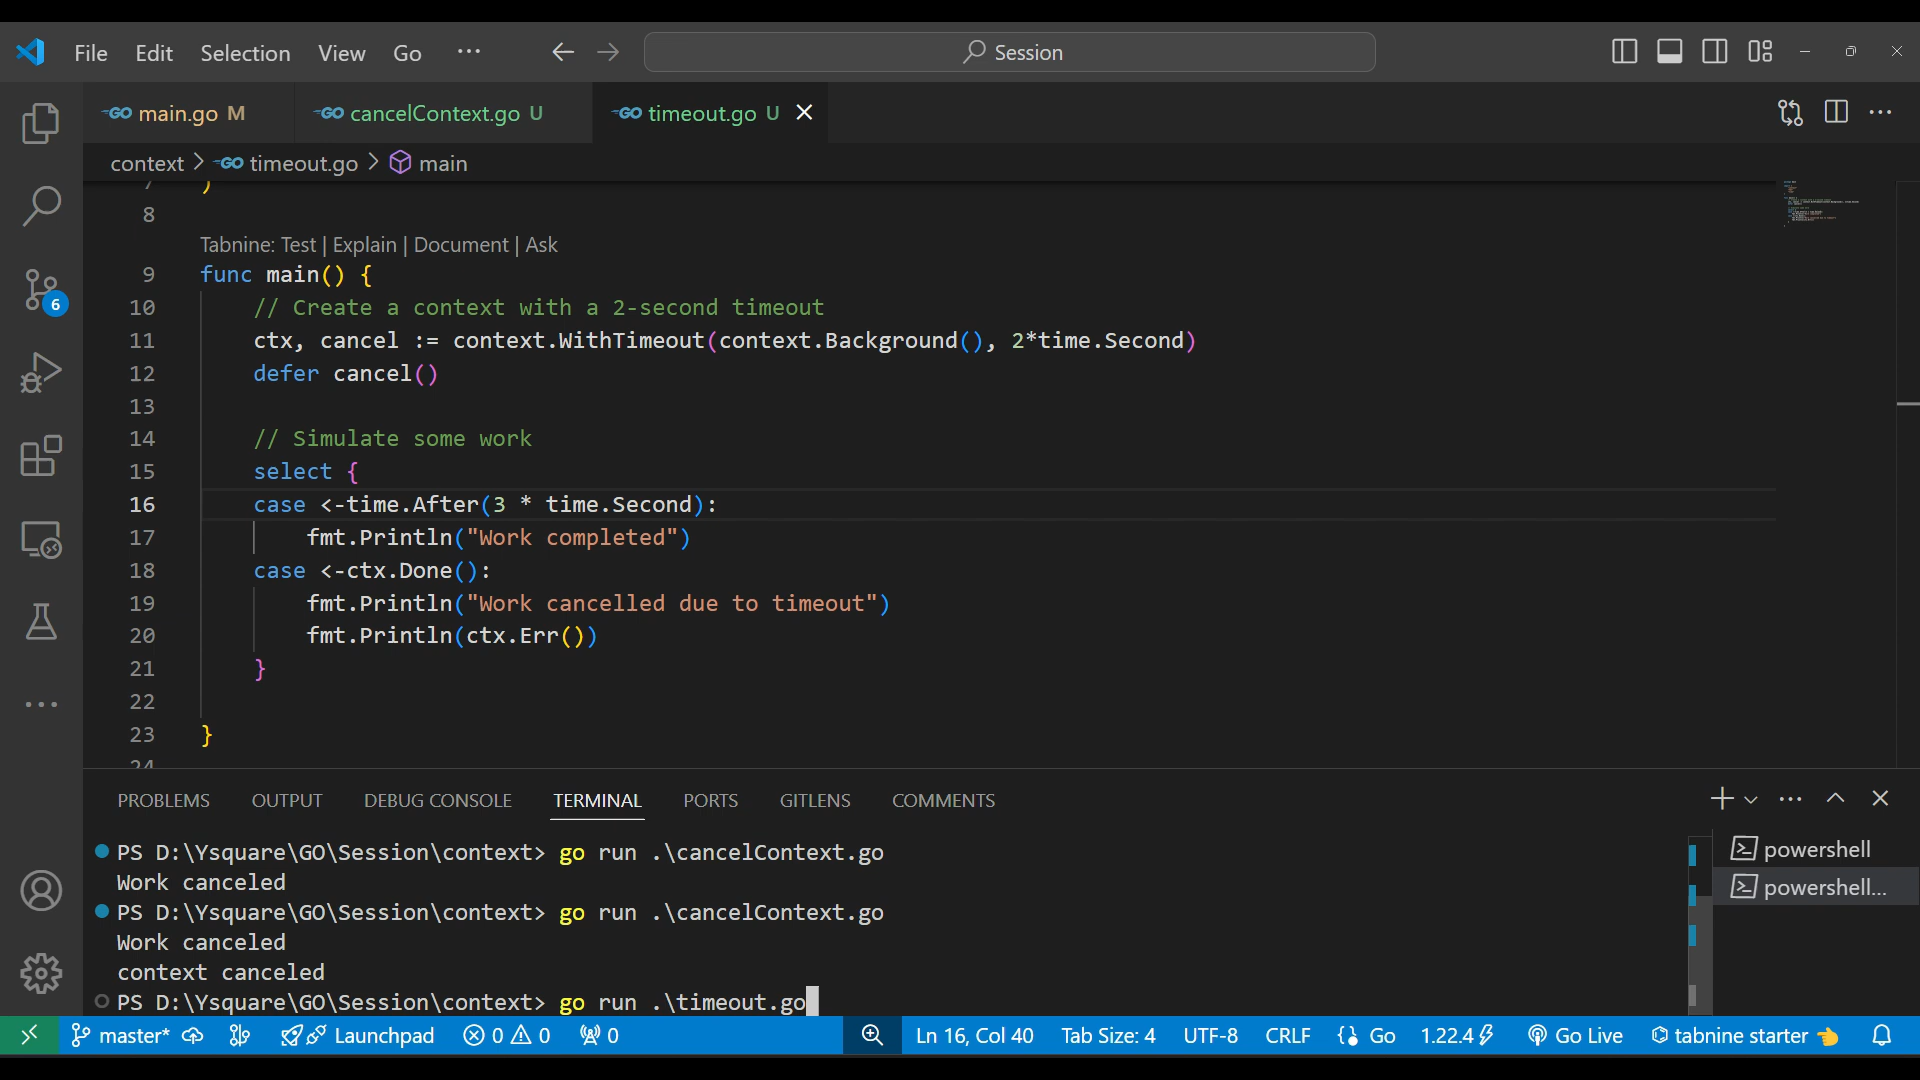 File Edit Selection View Go ··· Session
GO main.go M GO cancelContext.go U GO timeout.go U
context > GO timeout.go > main
7 )
8
Tabnine: Test | Explain | Document | Ask
9 func main() {
10 // Create a context with a 2-second timeout
11 ctx, cancel := context.WithTimeout(context.Background(), 2*time.Second)
12 defer cancel()
13
14 // Simulate some work
15 select {
16 case <-time.After(3 * time.Second):
17 fmt.Println("Work completed")
18 case <-ctx.Done():
19 fmt.Println("Work cancelled due to timeout")
20 fmt.Println(ctx.Err())
21 }
22
23 }
24
6
PROBLEMS OUTPUT DEBUG CONSOLE TERMINAL PORTS GITLENS COMMENTS
PS D:\Ysquare\GO\Session\context> go run .\cancelContext.go
Work canceled
PS D:\Ysquare\GO\Session\context> go run .\cancelContext.go
Work canceled
context canceled
PS D:\Ysquare\GO\Session\context> go run .\timeout.go
powershell
powershell...
master* Launchpad 0 0 0 Ln 16, Col 40 Tab Size: 4 UTF-8 CRLF {} Go 1.22.4 Go Live tabnine starter